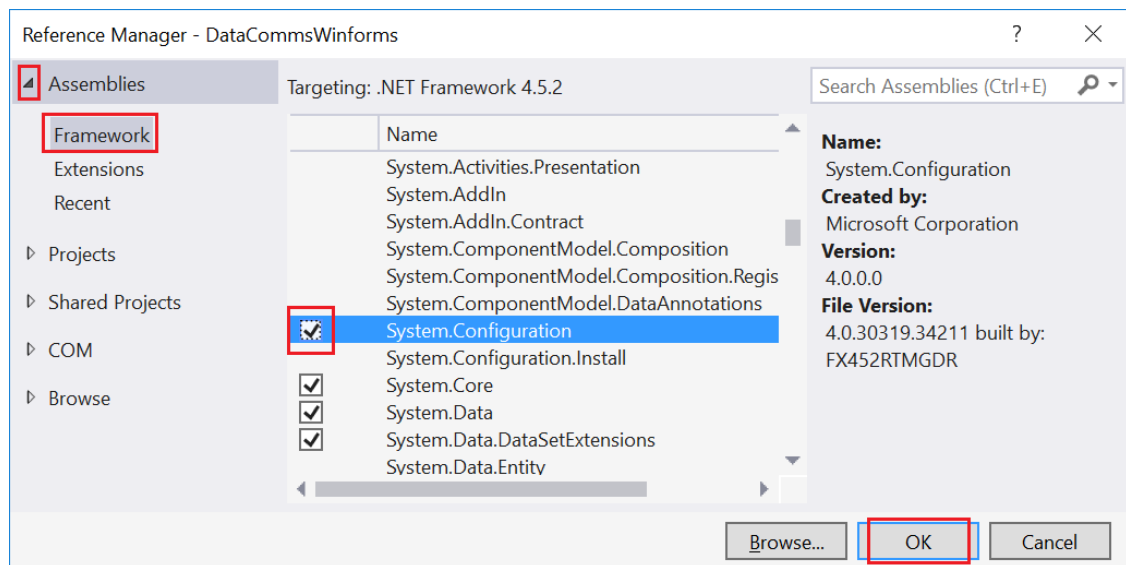 Reference Manager - DataCommsWinforms
?
Assemblies
Framework
Extensions
Recent
Projects
Shared Projects
COM
Browse
Targeting: .NET Framework 4.5.2
Name
System.Activities.Presentation
System.AddIn
System.AddIn.Contract
System.ComponentModel.Composition
System.ComponentModel.Composition.Regis
System.ComponentModel.DataAnnotations
System.Configuration
System.Configuration.Install
System.Core
System.Data
System.Data.DataSetExtensions
System.Data.Entity
Search Assemblies (Ctrl+E)
Name:
System.Configuration
Created by:
Microsoft Corporation
Version:
4.0.0.0
File Version:
4.0.30319.34211 built by:
FX452RTMGDR
Browse...
OK
Cancel